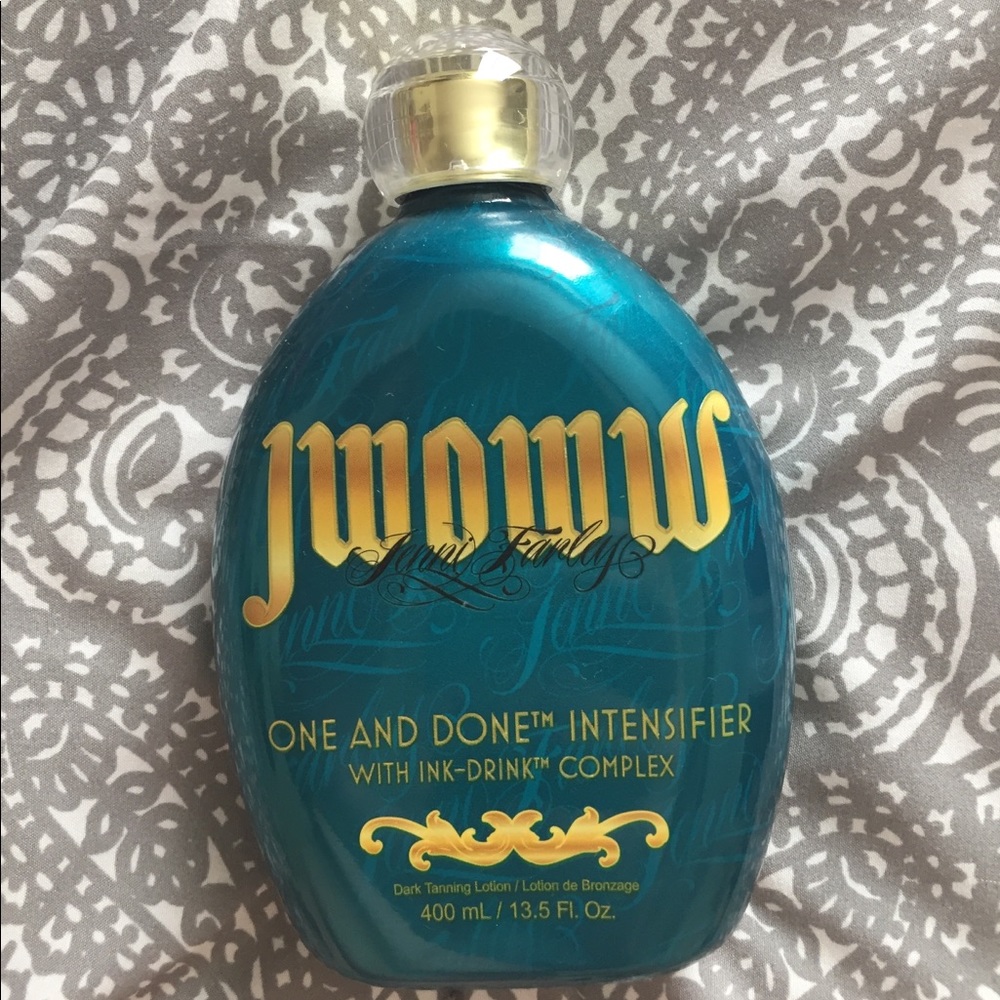 JWOWW
Jenni Farley
ONE AND DONE™ INTENSIFIER
WITH INK-DRINK™ COMPLEX
Dark Tanning Lotion / Lotion de Bronzage
400 mL / 13.5 Fl. Oz.